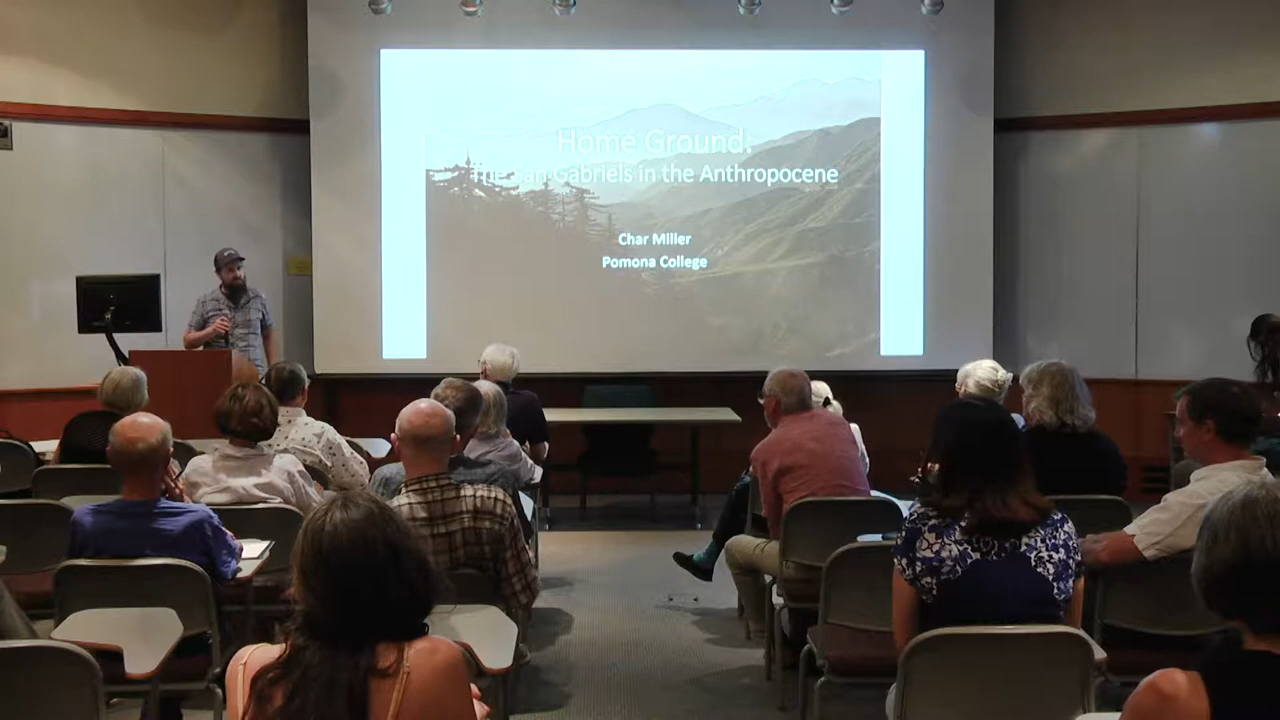 Home Ground:
The San Gabriels in the Anthropocene
Char Miller
Pomona College